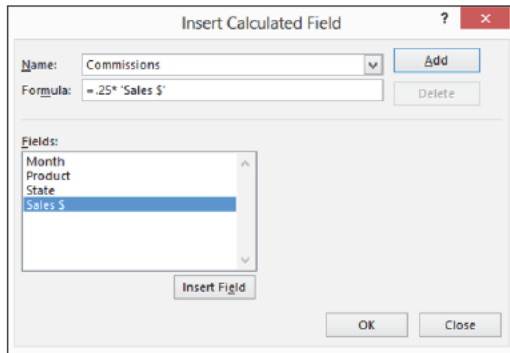 Insert Calculated Field ? ×
Name: Commissions Add
Formula: =.25* 'Sales $' Delete
Fields:
Month
Product
State
Sales $
Insert Field
OK Close